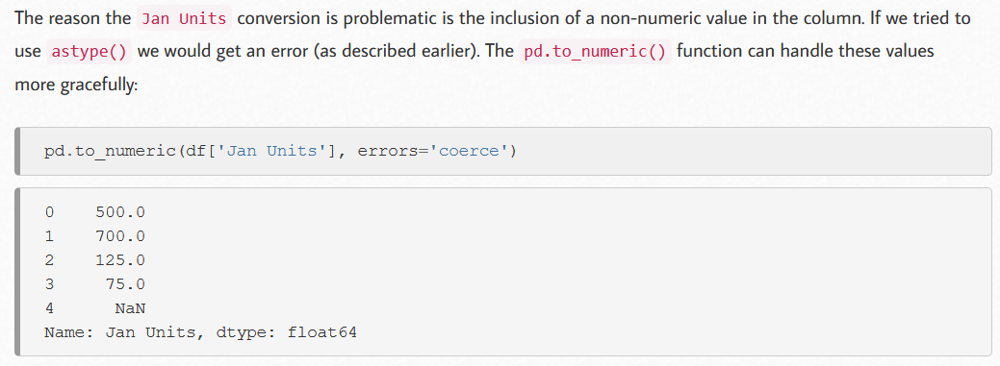 The reason the Jan Units conversion is problematic is the inclusion of a non-numeric value in the column. If we tried to
use astype() we would get an error (as described earlier). The pd.to_numeric() function can handle these values
more gracefully:
pd.to_numeric(df['Jan Units'], errors='coerce')
0    500.0
1    700.0
2    125.0
3     75.0
4      NaN
Name: Jan Units, dtype: float64